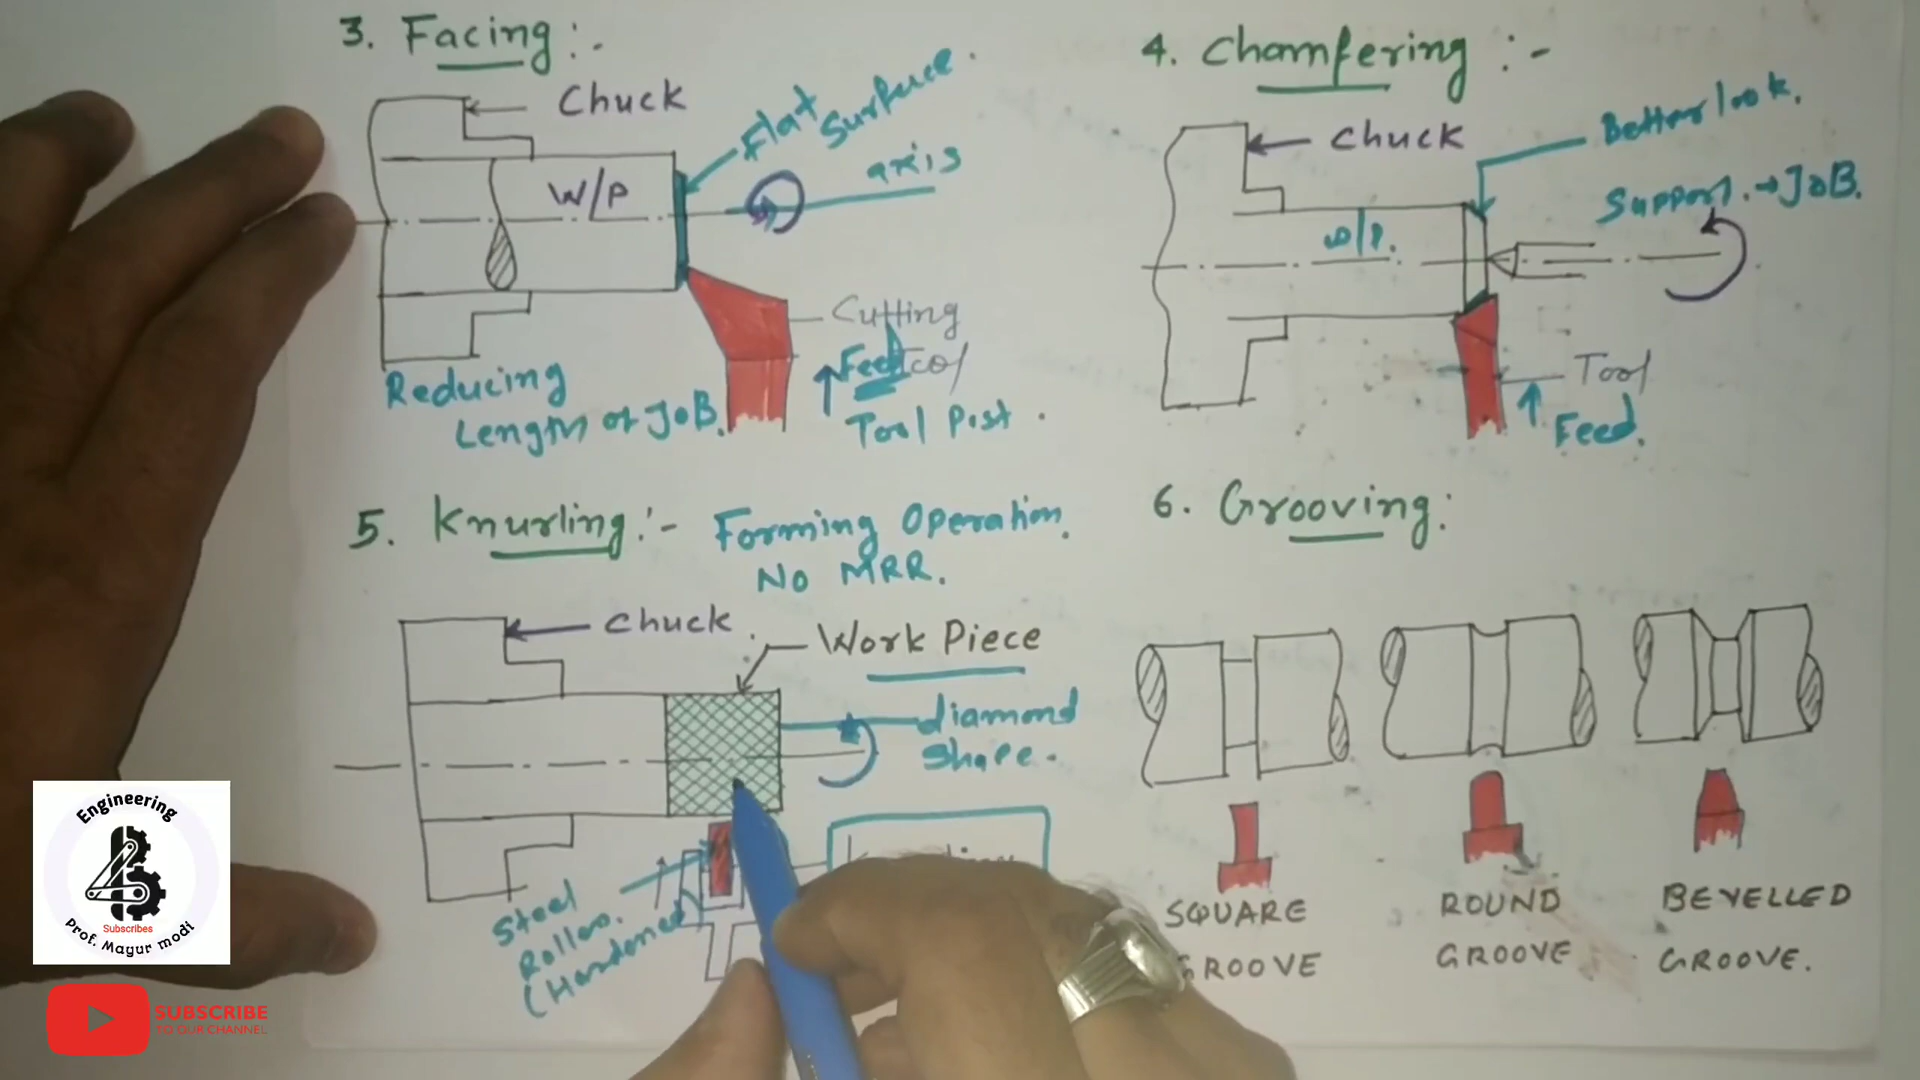 3. Facing :-
Chuck
Flat Surface.
W/P
axis
Cutting
Tool
Feed
Reducing
Length of JOB.
Tool Post.
4. Chamfering :-
Chuck
Better look.
Support. → JOB.
W/P.
Tool
Feed.
5. Knurling :- Forming Operation.
No MRR.
Chuck.
Work Piece
diamond
shape.
Steel
Rollers.
(Hardened)
6. Grooving :
SQUARE
GROOVE
ROUND
GROOVE
BEVELLED
GROOVE.
Engineering
Subscribes
Prof. Mayur modi
SUBSCRIBE
TO OUR CHANNEL